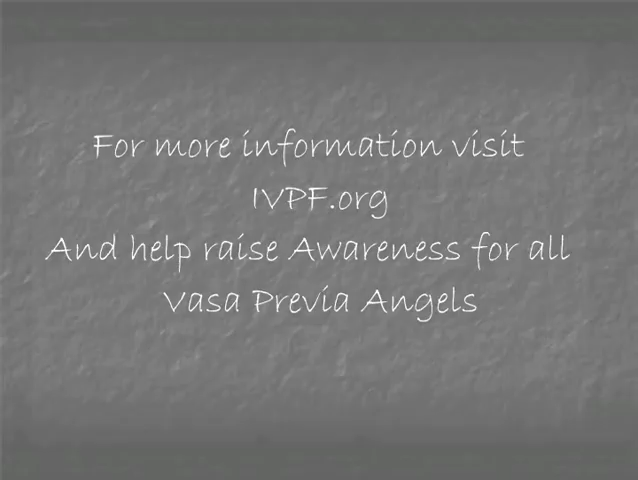 For more information visit
IVPF.org
And help raise Awareness for all
Vasa Previa Angels